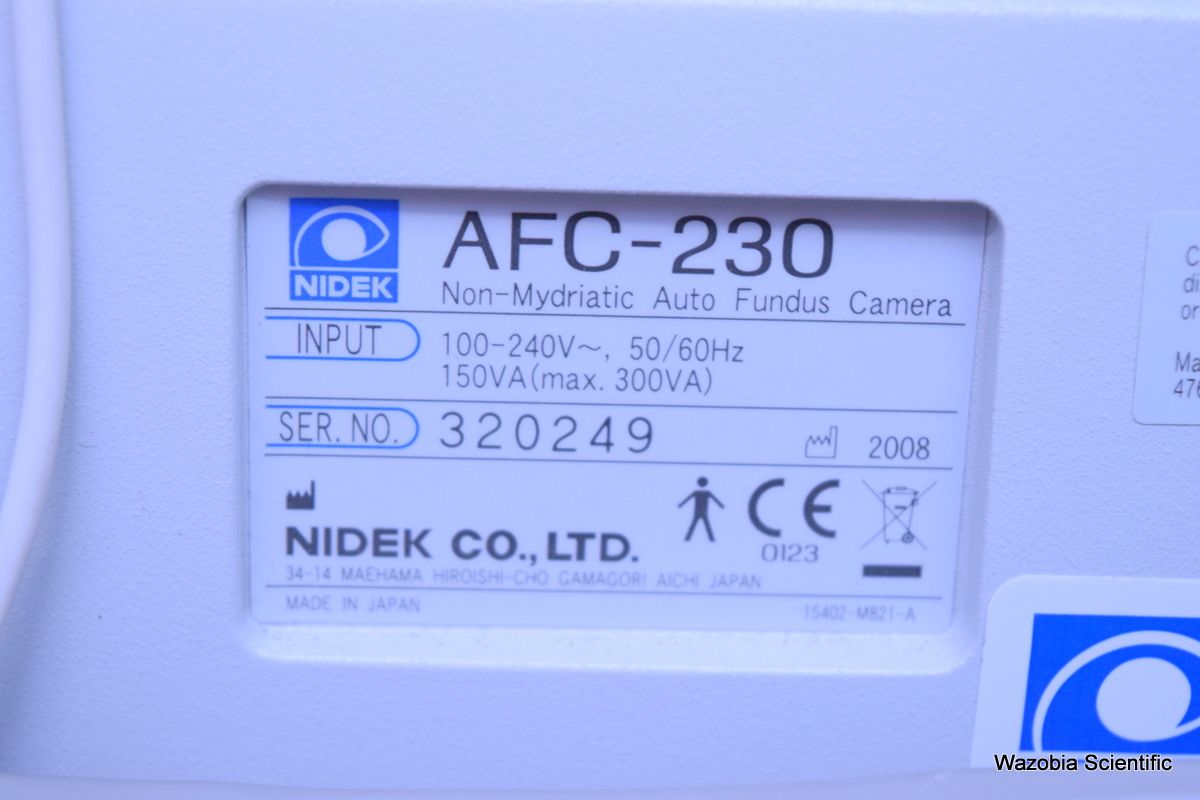 NIDEK
AFC-230
Non-Mydriatic Auto Fundus Camera
INPUT
100-240V~, 50/60Hz
150VA(max. 300VA)
SER. NO.
320249
2008
NIDEK CO., LTD.
CE
0123
34-14 MAEHAMA HIROISHI-CHO GAMAGORI AICHI JAPAN
MADE IN JAPAN
15402-M821-A
Wazobia Scientific